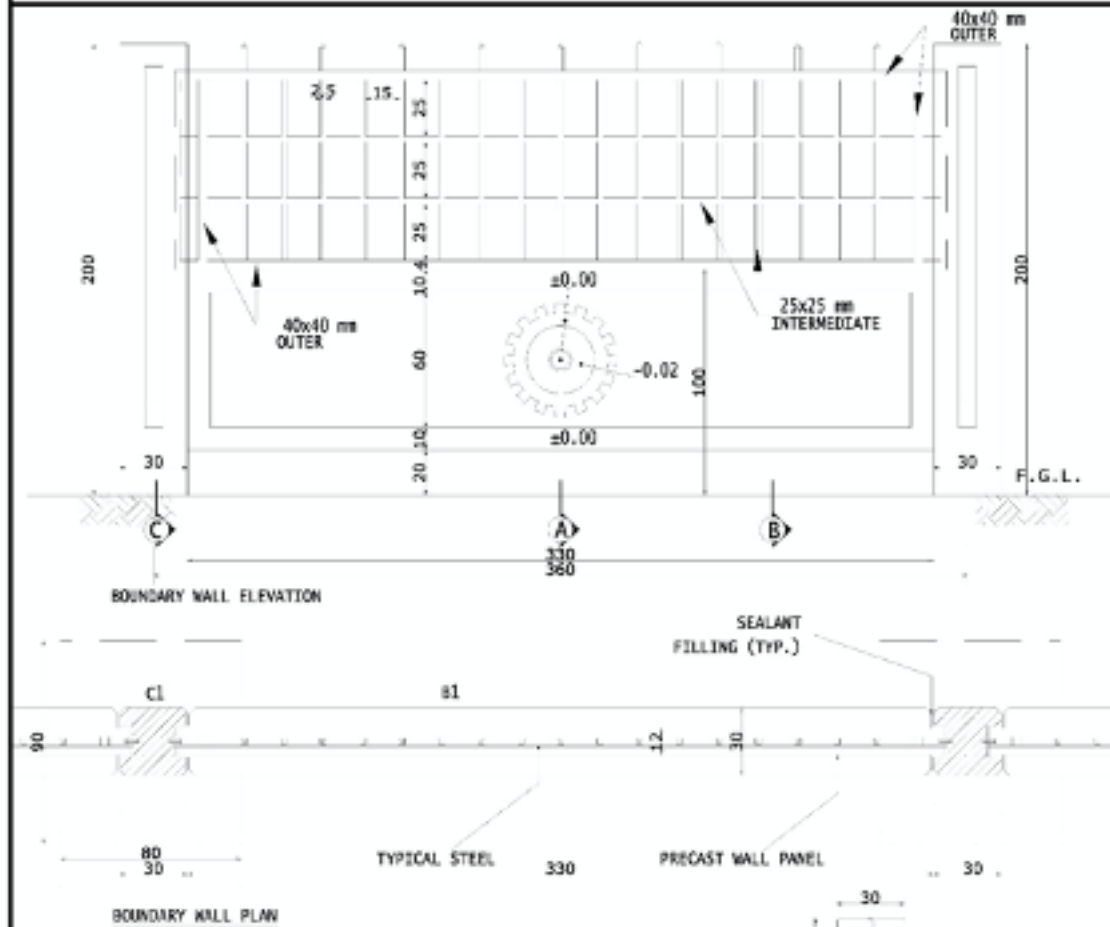 40x40 mm
OUTER
25
15
25
25
25
200
200
10
±0.00
40x40 mm
OUTER
25x25 mm
INTERMEDIATE
60
-0.02
100
10
±0.00
20
30
30
F.G.L.
C
A
B
330
360
BOUNDARY WALL ELEVATION
SEALANT
FILLING (TYP.)
C1
B1
90
12
30
TYPICAL STEEL
PRECAST WALL PANEL
80
30
330
30
30
BOUNDARY WALL PLAN